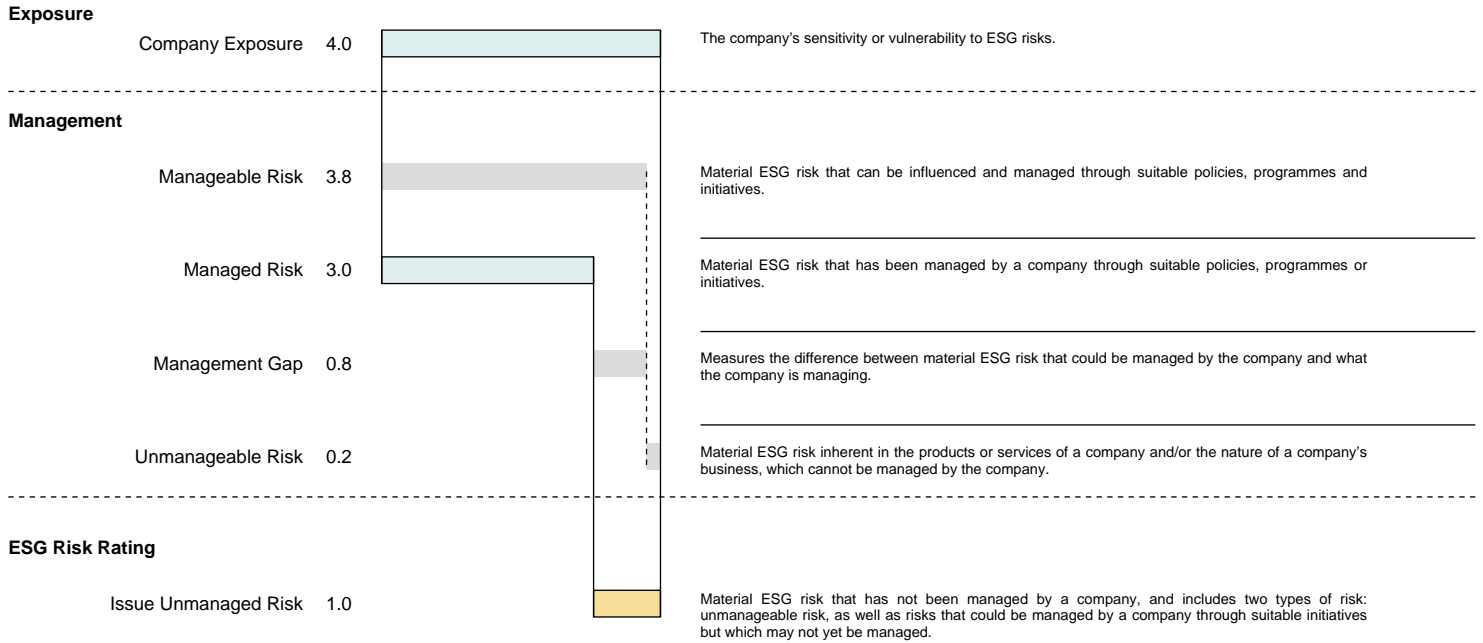 Exposure
Company Exposure 4.0
The company's sensitivity or vulnerability to ESG risks.
Management
Manageable Risk 3.8
Material ESG risk that can be influenced and managed through suitable policies, programmes and
initiatives.
Managed Risk 3.0
Material ESG risk that has been managed by a company through suitable policies, programmes or
initiatives.
Management Gap 0.8
Measures the difference between material ESG risk that could be managed by the company and what
the company is managing.
Unmanageable Risk 0.2
Material ESG risk inherent in the products or services of a company and/or the nature of a company's
business, which cannot be managed by the company.
ESG Risk Rating
Issue Unmanaged Risk 1.0
Material ESG risk that has not been managed by a company, and includes two types of risk:
unmanageable risk, as well as risks that could be managed by a company through suitable initiatives
but which may not yet be managed.